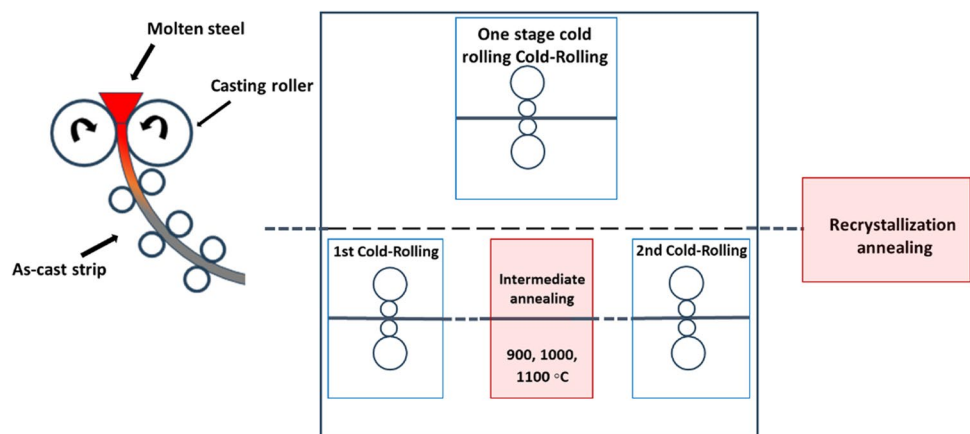 Molten steel
Casting roller
As-cast strip
One stage cold
rolling Cold-Rolling
1st Cold-Rolling
Intermediate
annealing
900, 1000,
1100 °C
2nd Cold-Rolling
Recrystallization
annealing